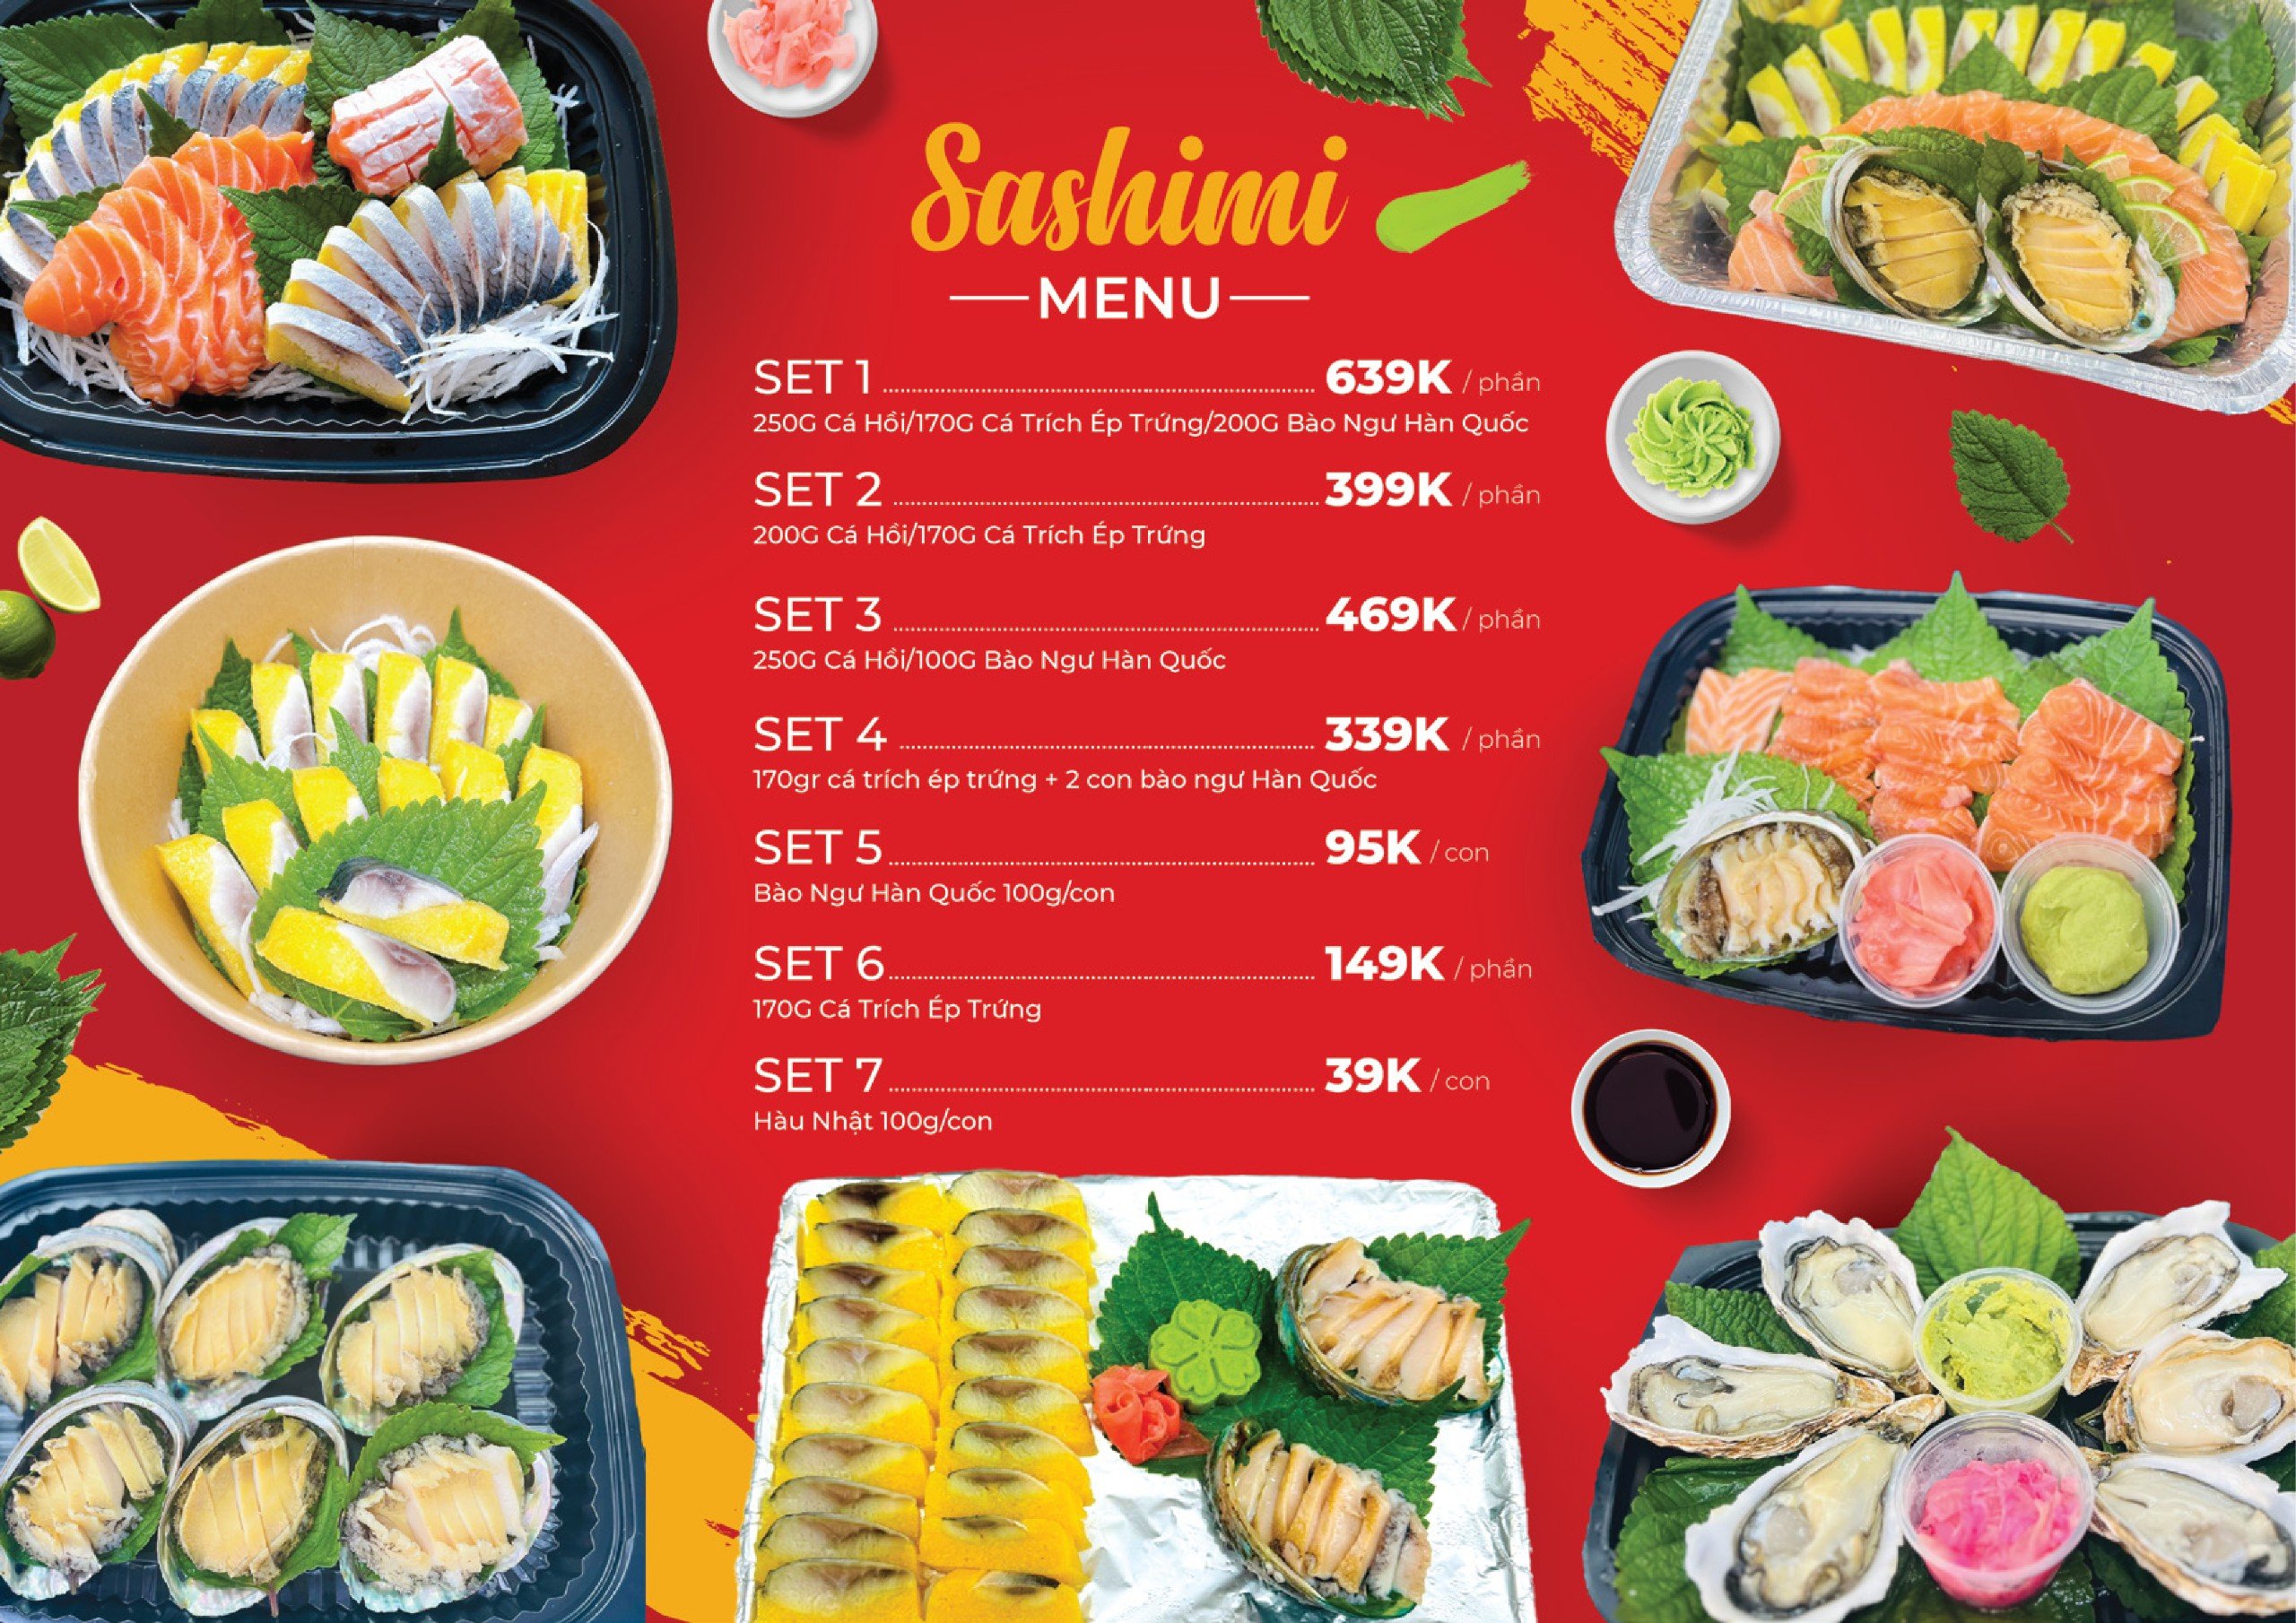 Sashimi
MENU
SET 1 639K / phần
250G Cá Hồi/170G Cá Trích Ép Trứng/200G Bào Ngư Hàn Quốc
SET 2 399K / phần
200G Cá Hồi/170G Cá Trích Ép Trứng
SET 3 469K / phần
250G Cá Hồi/100G Bào Ngư Hàn Quốc
SET 4 339K / phần
170gr cá trích ép trứng + 2 con bào ngư Hàn Quốc
SET 5 95K / con
Bào Ngư Hàn Quốc 100g/con
SET 6 149K / phần
170G Cá Trích Ép Trứng
SET 7 39K / con
Hàu Nhật 100g/con